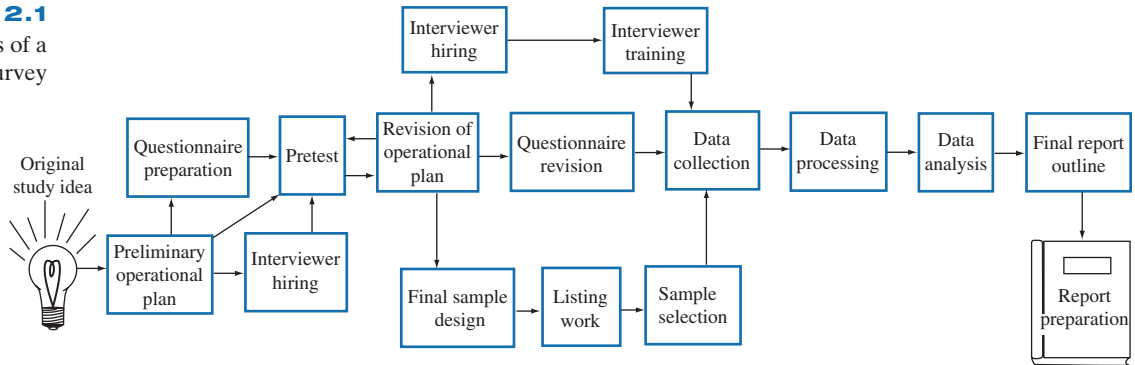 2.1
s of a
urvey
Original
study idea
Preliminary
operational
plan
Questionnaire
preparation
Interviewer
hiring
Pretest
Revision of
operational
plan
Interviewer
hiring
Interviewer
training
Questionnaire
revision
Final sample
design
Listing
work
Sample
selection
Data
collection
Data
processing
Data
analysis
Final report
outline
Report
preparation